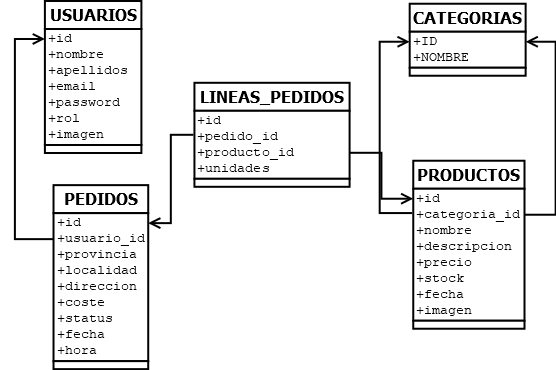 USUARIOS
+id
+nombre
+apellidos
+email
+password
+rol
+imagen
CATEGORIAS
+ID
+NOMBRE
LINEAS_PEDIDOS
+id
+pedido_id
+producto_id
+unidades
PEDIDOS
+id
+usuario_id
+provincia
+localidad
+direccion
+coste
+status
+fecha
+hora
PRODUCTOS
+id
+categoria_id
+nombre
+descripcion
+precio
+stock
+fecha
+imagen